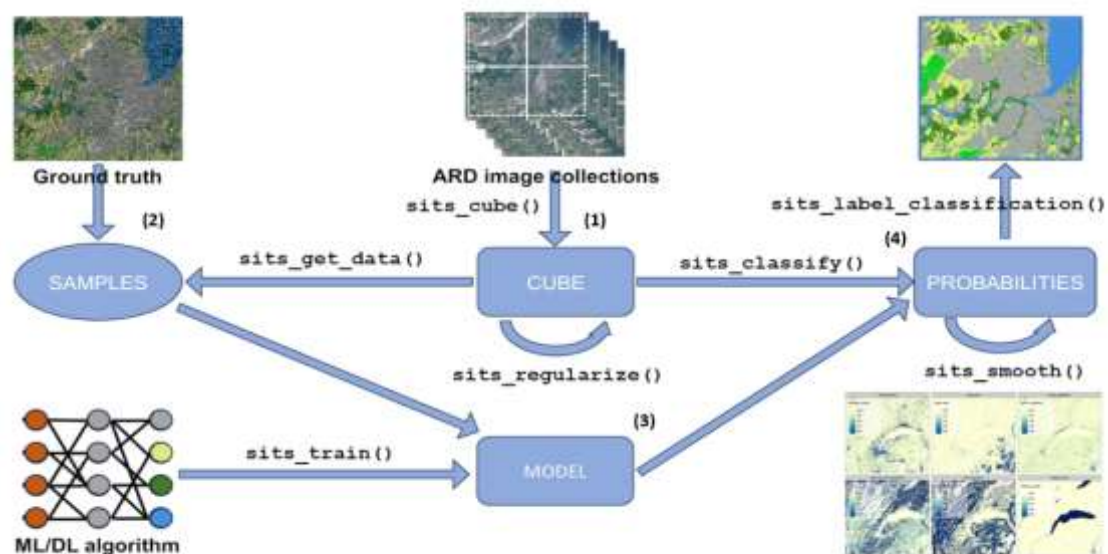 Ground truth
ARD image collections
sits_cube()
(1)
(2)
sits_label_classification()
(4)
sits_get_data()
sits_classify()
SAMPLES
CUBE
PROBABILITIES
sits_regularize()
sits_smooth()
(3)
sits_train()
MODEL
ML/DL algorithm